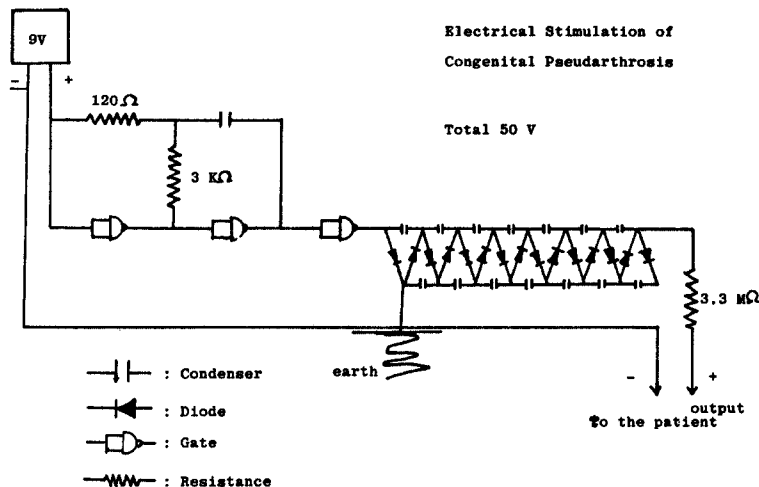 9V
- +
Electrical Stimulation of
Congenital Pseudarthrosis
Total 50 V
120Ω
3 KΩ
3.3 MΩ
earth
- +
output
To the patient
: Condenser
: Diode
: Gate
: Resistance